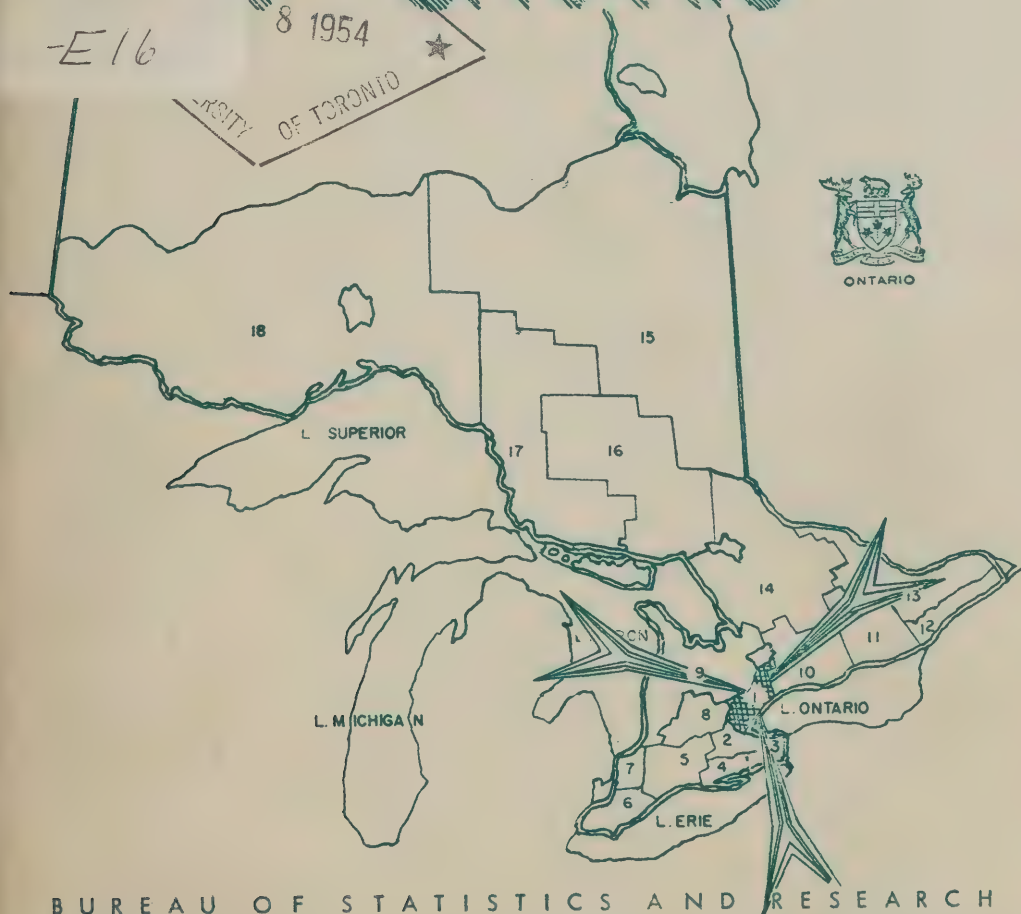 -E16
8 1954
RSITY OF TORONTO
ONTARIO
18
15
L SUPERIOR
17
16
14
13
12
11
10
9
1
L. ONTARIO
L. MICHIGAN
8
2
3
7
5
4
6
L. ERIE
BUREAU OF STATISTICS AND RESEARCH